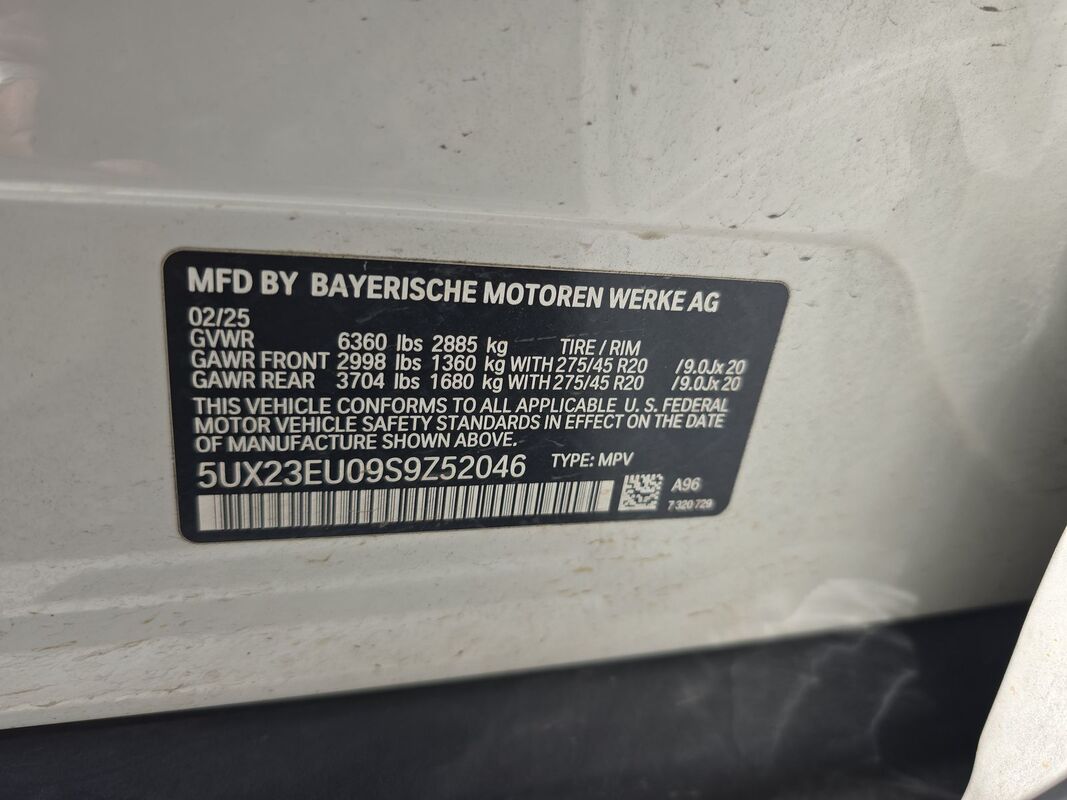 MFD BY BAYERISCHE MOTOREN WERKE AG
02/25
GVWR 6360 lbs 2885 kg TIRE / RIM
GAWR FRONT 2998 lbs 1360 kg WITH 275/45 R20 /9.0Jx20
GAWR REAR 3704 lbs 1680 kg WITH 275/45 R20 /9.0Jx20
THIS VEHICLE CONFORMS TO ALL APPLICABLE U. S. FEDERAL
MOTOR VEHICLE SAFETY STANDARDS IN EFFECT ON THE DATE
OF MANUFACTURE SHOWN ABOVE.
5UX23EU09S9Z52046 TYPE: MPV
A96
7 320 729